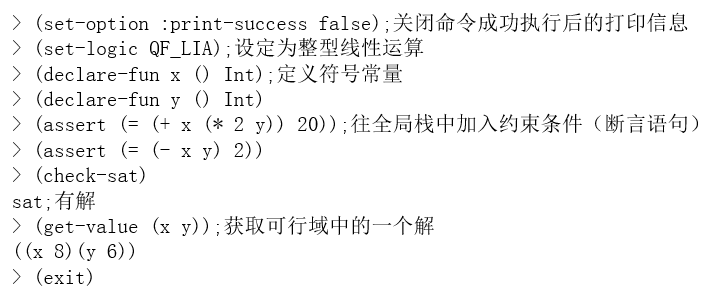 > (set-option :print-success false);关闭命令成功执行后的打印信息
> (set-logic QF_LIA);设定为整型线性运算
> (declare-fun x () Int);定义符号常量
> (declare-fun y () Int)
> (assert (= (+ x (* 2 y)) 20));往全局栈中加入约束条件（断言语句）
> (assert (= (- x y) 2))
> (check-sat)
sat;有解
> (get-value (x y));获取可行域中的一个解
((x 8)(y 6))
> (exit)